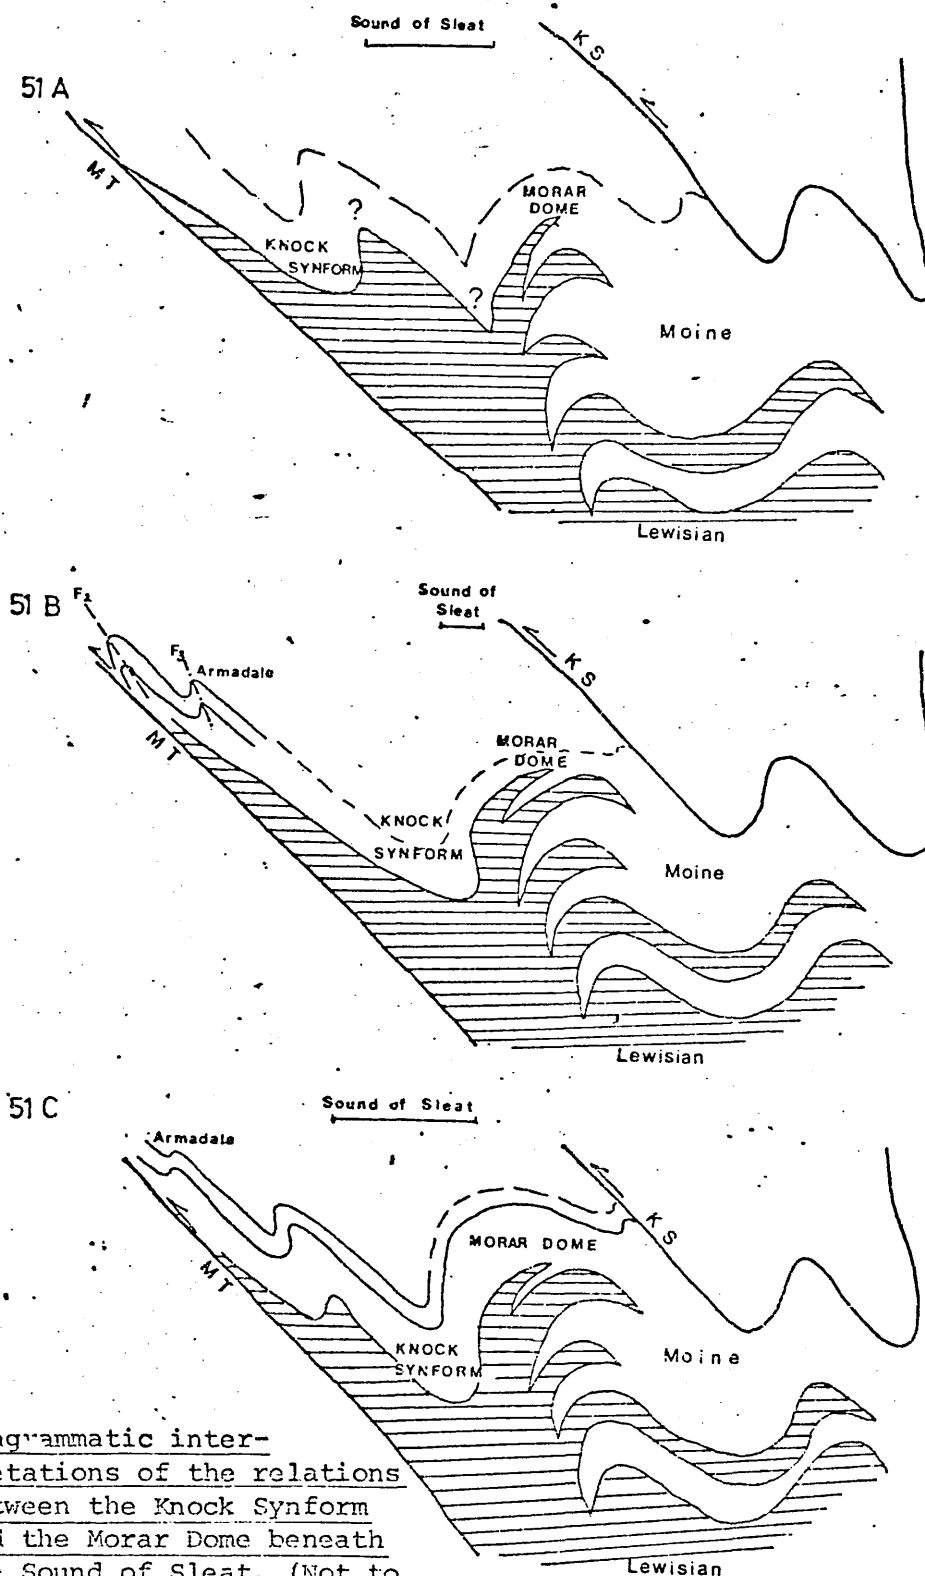 Sound of Sleat
KS
51 A
MT
MORAR
DOME
?
KNOCK
SYNFORM
?
Moine
Lewisian
51 B
F2
Sound of
Sleat
F3
Armadale
KS
MT
MORAR
DOME
KNOCK
SYNFORM
Moine
Lewisian
51 C
Sound of Sleat
Armadale
KS
MORAR DOME
MT
KNOCK
SYNFORM
Moine
agrammatic inter-
etations of the relations
tween the Knock Synform
d the Morar Dome beneath
Sound of Sleat. (Not to
Lewisian